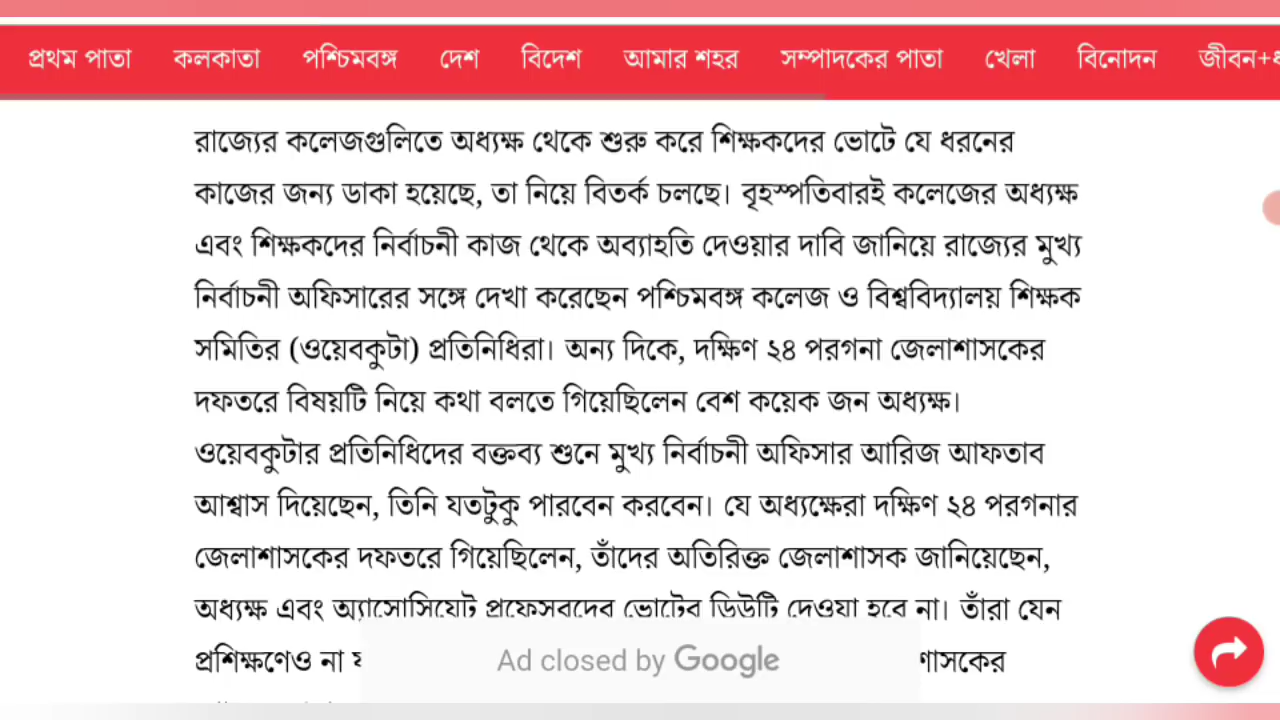 প্রথম পাতা কলকাতা পশ্চিমবঙ্গ দেশ বিদেশ আমার শহর সম্পাদকের পাতা খেলা বিনোদন জীবন+ধ
রাজ্যের কলেজগুলিতে অধ্যক্ষ থেকে শুরু করে শিক্ষকদের ভোটে যে ধরনের
কাজের জন্য ডাকা হয়েছে, তা নিয়ে বিতর্ক চলছে। বৃহস্পতিবারই কলেজের অধ্যক্ষ
এবং শিক্ষকদের নির্বাচনী কাজ থেকে অব্যাহতি দেওয়ার দাবি জানিয়ে রাজ্যের মুখ্য
নির্বাচনী অফিসারের সঙ্গে দেখা করেছেন পশ্চিমবঙ্গ কলেজ ও বিশ্ববিদ্যালয় শিক্ষক
সমিতির (ওয়েবকুটা) প্রতিনিধিরা। অন্য দিকে, দক্ষিণ ২৪ পরগনা জেলাশাসকের
দফতরে বিষয়টি নিয়ে কথা বলতে গিয়েছিলেন বেশ কয়েক জন অধ্যক্ষ।
ওয়েবকুটার প্রতিনিধিদের বক্তব্য শুনে মুখ্য নির্বাচনী অফিসার আরিজ আফতাব
আশ্বাস দিয়েছেন, তিনি যতটুকু পারবেন করবেন। যে অধ্যক্ষেরা দক্ষিণ ২৪ পরগনার
জেলাশাসকের দফতরে গিয়েছিলেন, তাঁদের অতিরিক্ত জেলাশাসক জানিয়েছেন,
অধ্যক্ষ এবং অ্যাসোসিয়েট প্রফেসরদের ভোটের ডিউটি দেওয়া হবে না। তাঁরা যেন
প্রশিক্ষণেও না Ad closed by Google ণাসকের